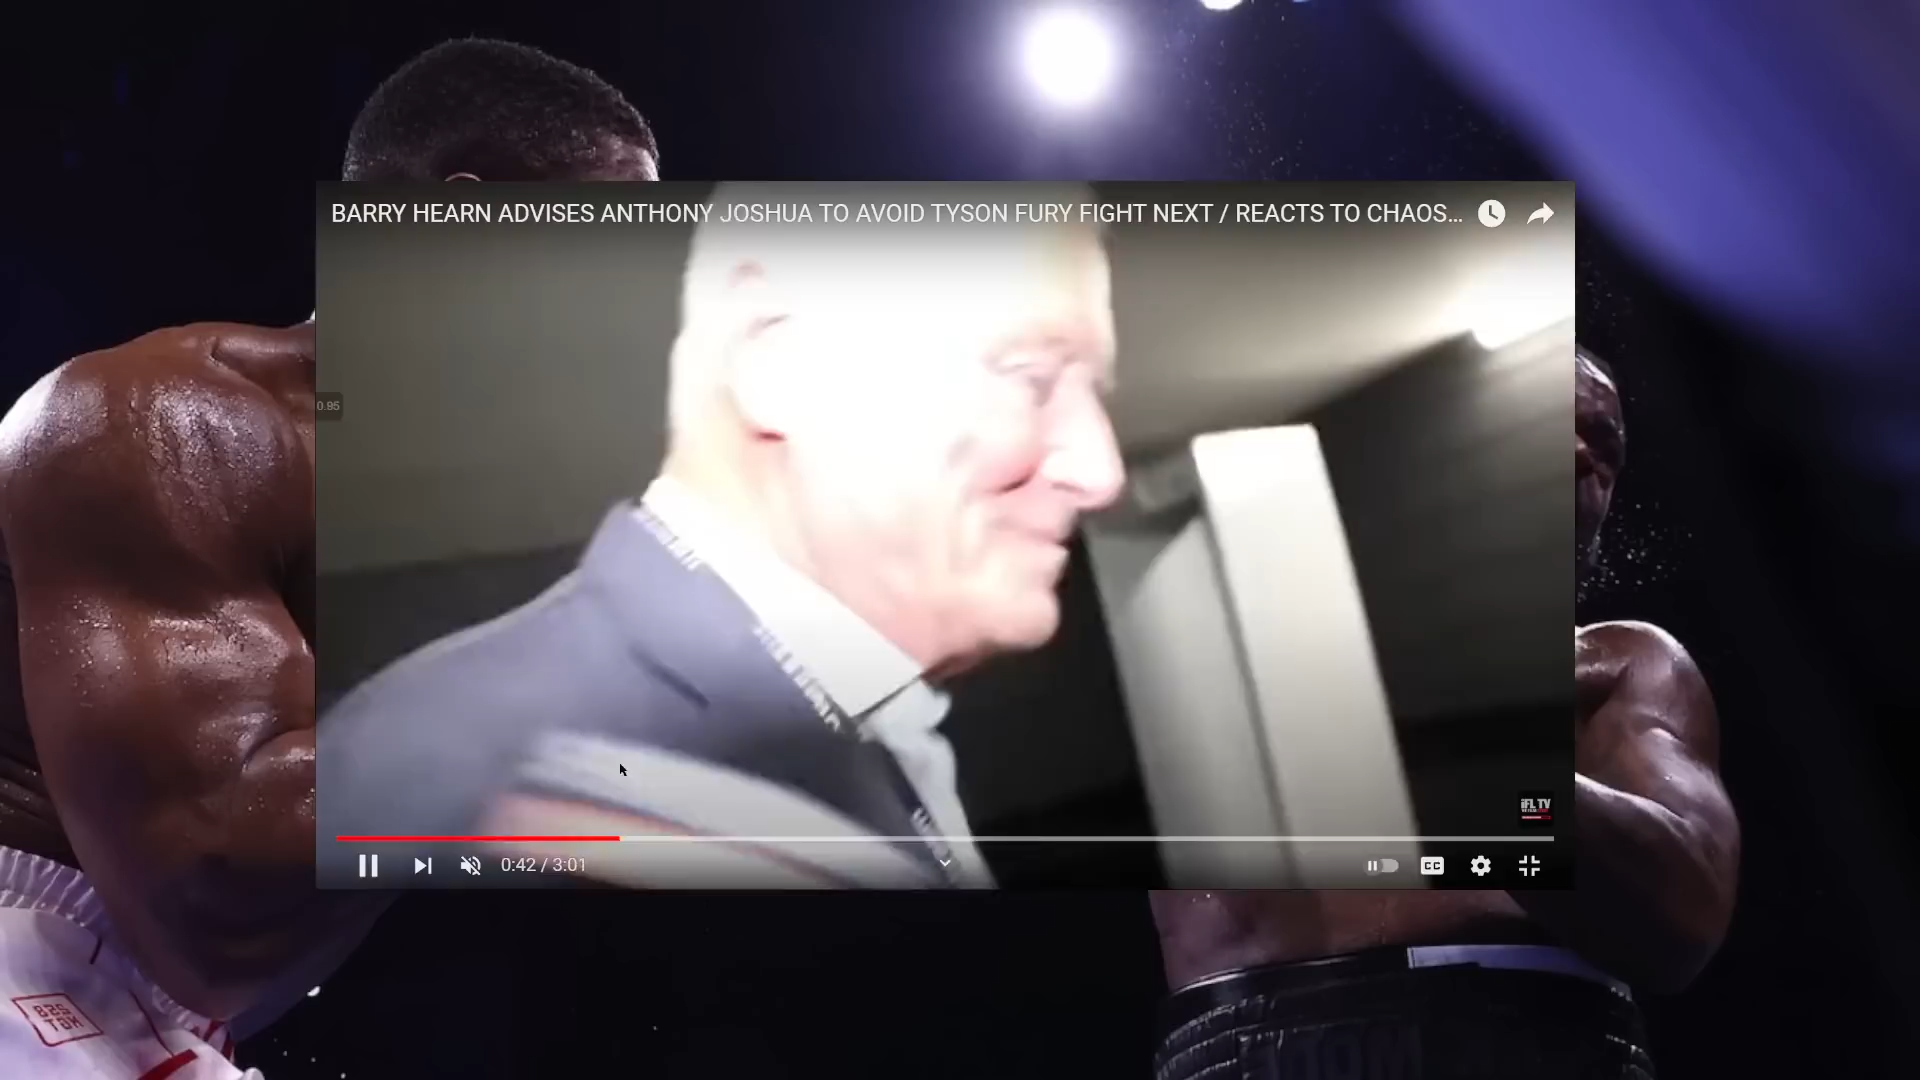 BARRY HEARN ADVISES ANTHONY JOSHUA TO AVOID TYSON FURY FIGHT NEXT / REACTS TO CHAOS...
0.95
iFL TV
0:42 / 3:01
CC